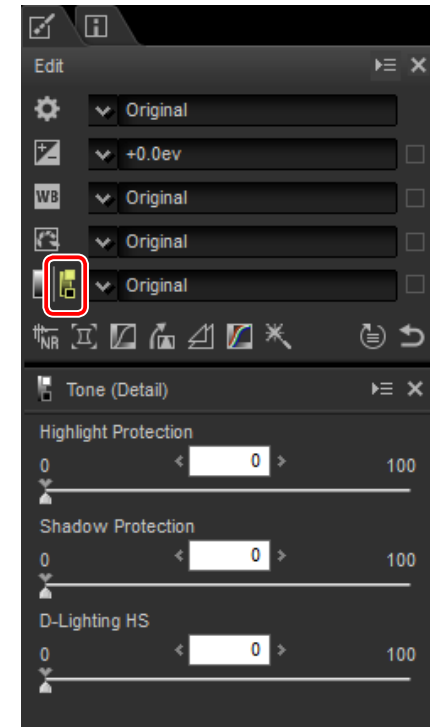 Edit
Original
+0.0ev
WB Original
Original
Original
NR
Tone (Detail)
Highlight Protection
0 0 100
Shadow Protection
0 0 100
D-Lighting HS
0 0 100